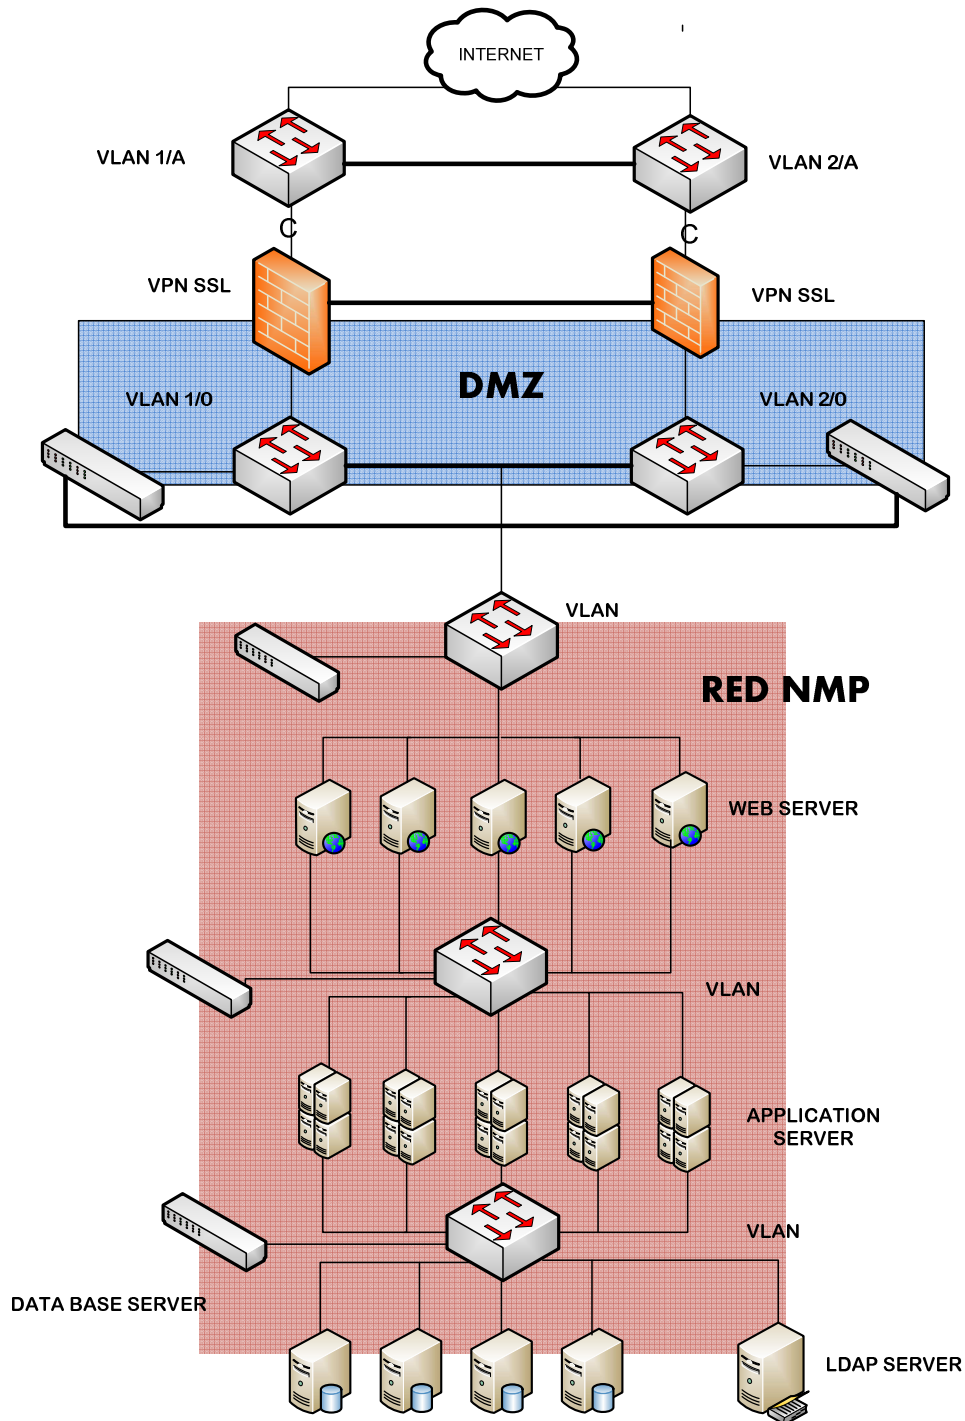 INTERNET
VLAN 1/A
VLAN 2/A
C
C
VPN SSL
VPN SSL
DMZ
VLAN 1/0
VLAN 2/0
VLAN
RED NMP
WEB SERVER
VLAN
APPLICATION
SERVER
VLAN
DATA BASE SERVER
LDAP SERVER